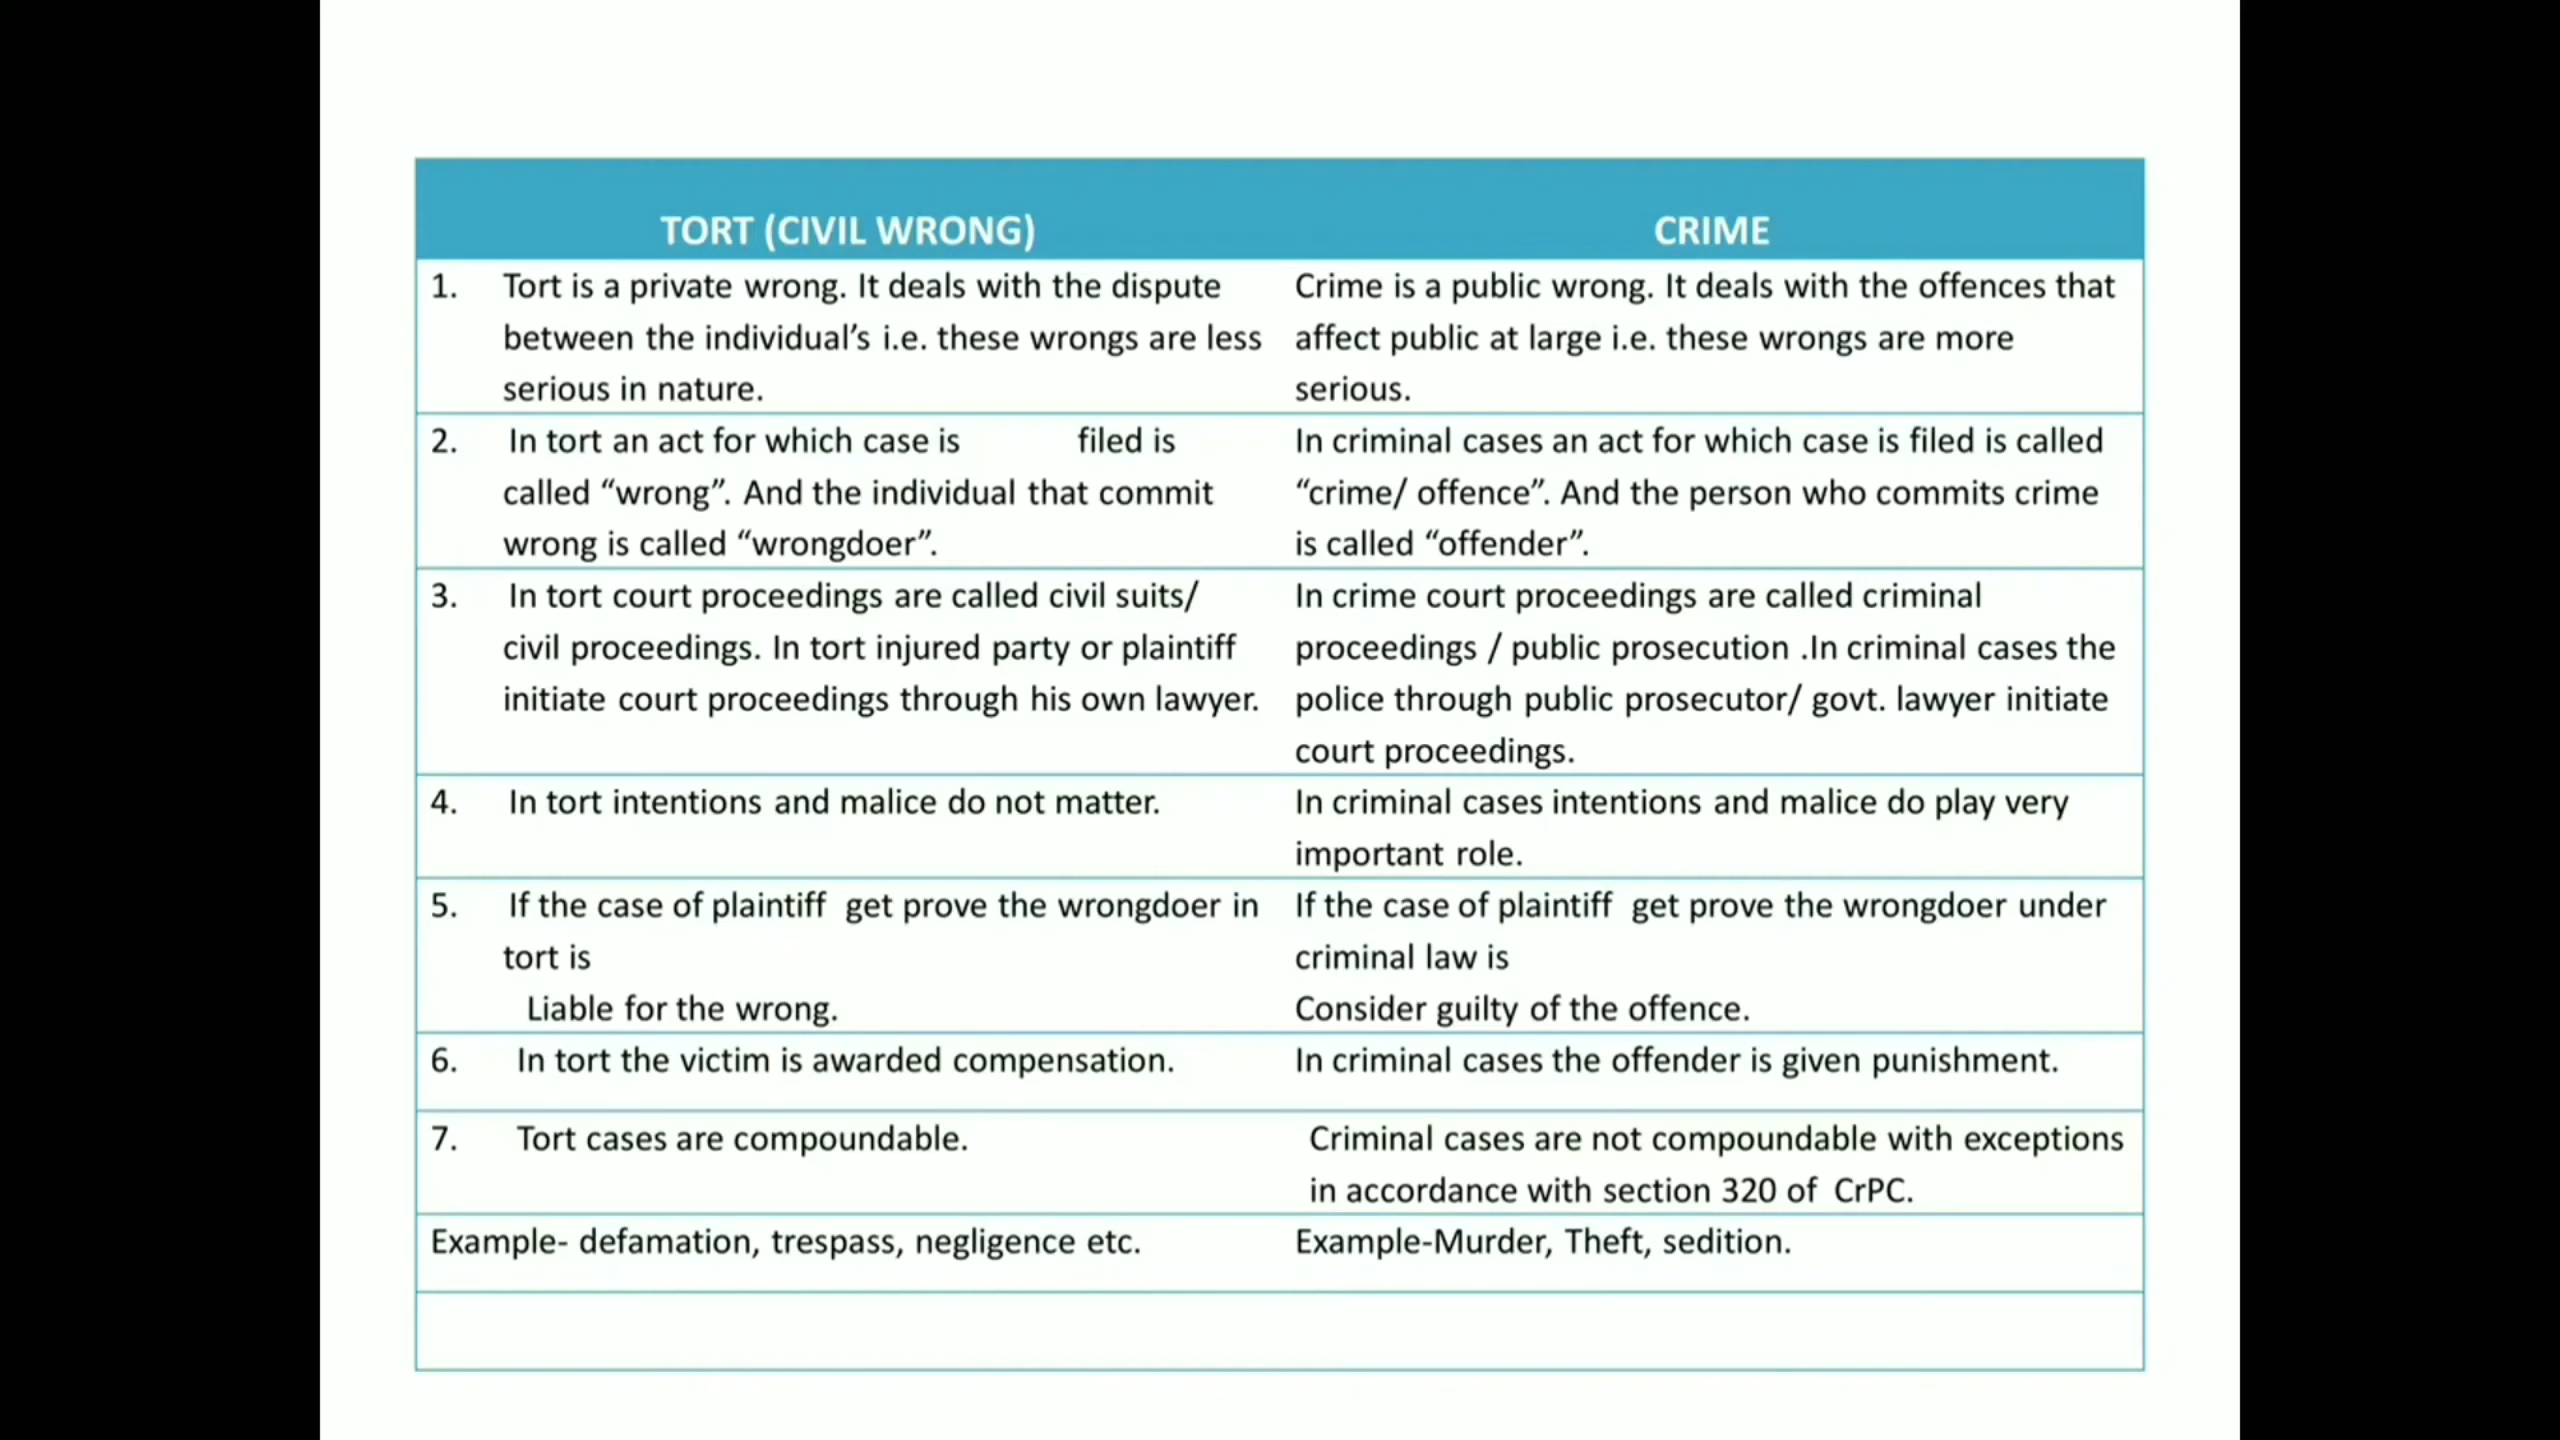 TORT (CIVIL WRONG)
CRIME
1. Tort is a private wrong. It deals with the dispute
between the individual’s i.e. these wrongs are less
serious in nature.
Crime is a public wrong. It deals with the offences that
affect public at large i.e. these wrongs are more
serious.
2. In tort an act for which case is filed is
called “wrong”. And the individual that commit
wrong is called “wrongdoer”.
In criminal cases an act for which case is filed is called
“crime/ offence”. And the person who commits crime
is called “offender”.
3. In tort court proceedings are called civil suits/
civil proceedings. In tort injured party or plaintiff
initiate court proceedings through his own lawyer.
In crime court proceedings are called criminal
proceedings / public prosecution .In criminal cases the
police through public prosecutor/ govt. lawyer initiate
court proceedings.
4. In tort intentions and malice do not matter.
In criminal cases intentions and malice do play very
important role.
5. If the case of plaintiff get prove the wrongdoer in
tort is
Liable for the wrong.
If the case of plaintiff get prove the wrongdoer under
criminal law is
Consider guilty of the offence.
6. In tort the victim is awarded compensation.
In criminal cases the offender is given punishment.
7. Tort cases are compoundable.
Criminal cases are not compoundable with exceptions
in accordance with section 320 of CrPC.
Example- defamation, trespass, negligence etc.
Example-Murder, Theft, sedition.